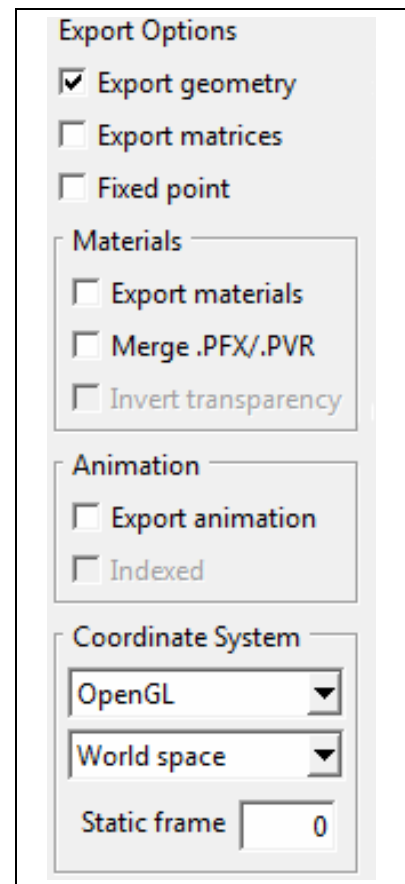 Export Options
Export geometry
Export matrices
Fixed point
Materials
Export materials
Merge .PFX/.PVR
Invert transparency
Animation
Export animation
Indexed
Coordinate System
OpenGL
World space
Static frame 0